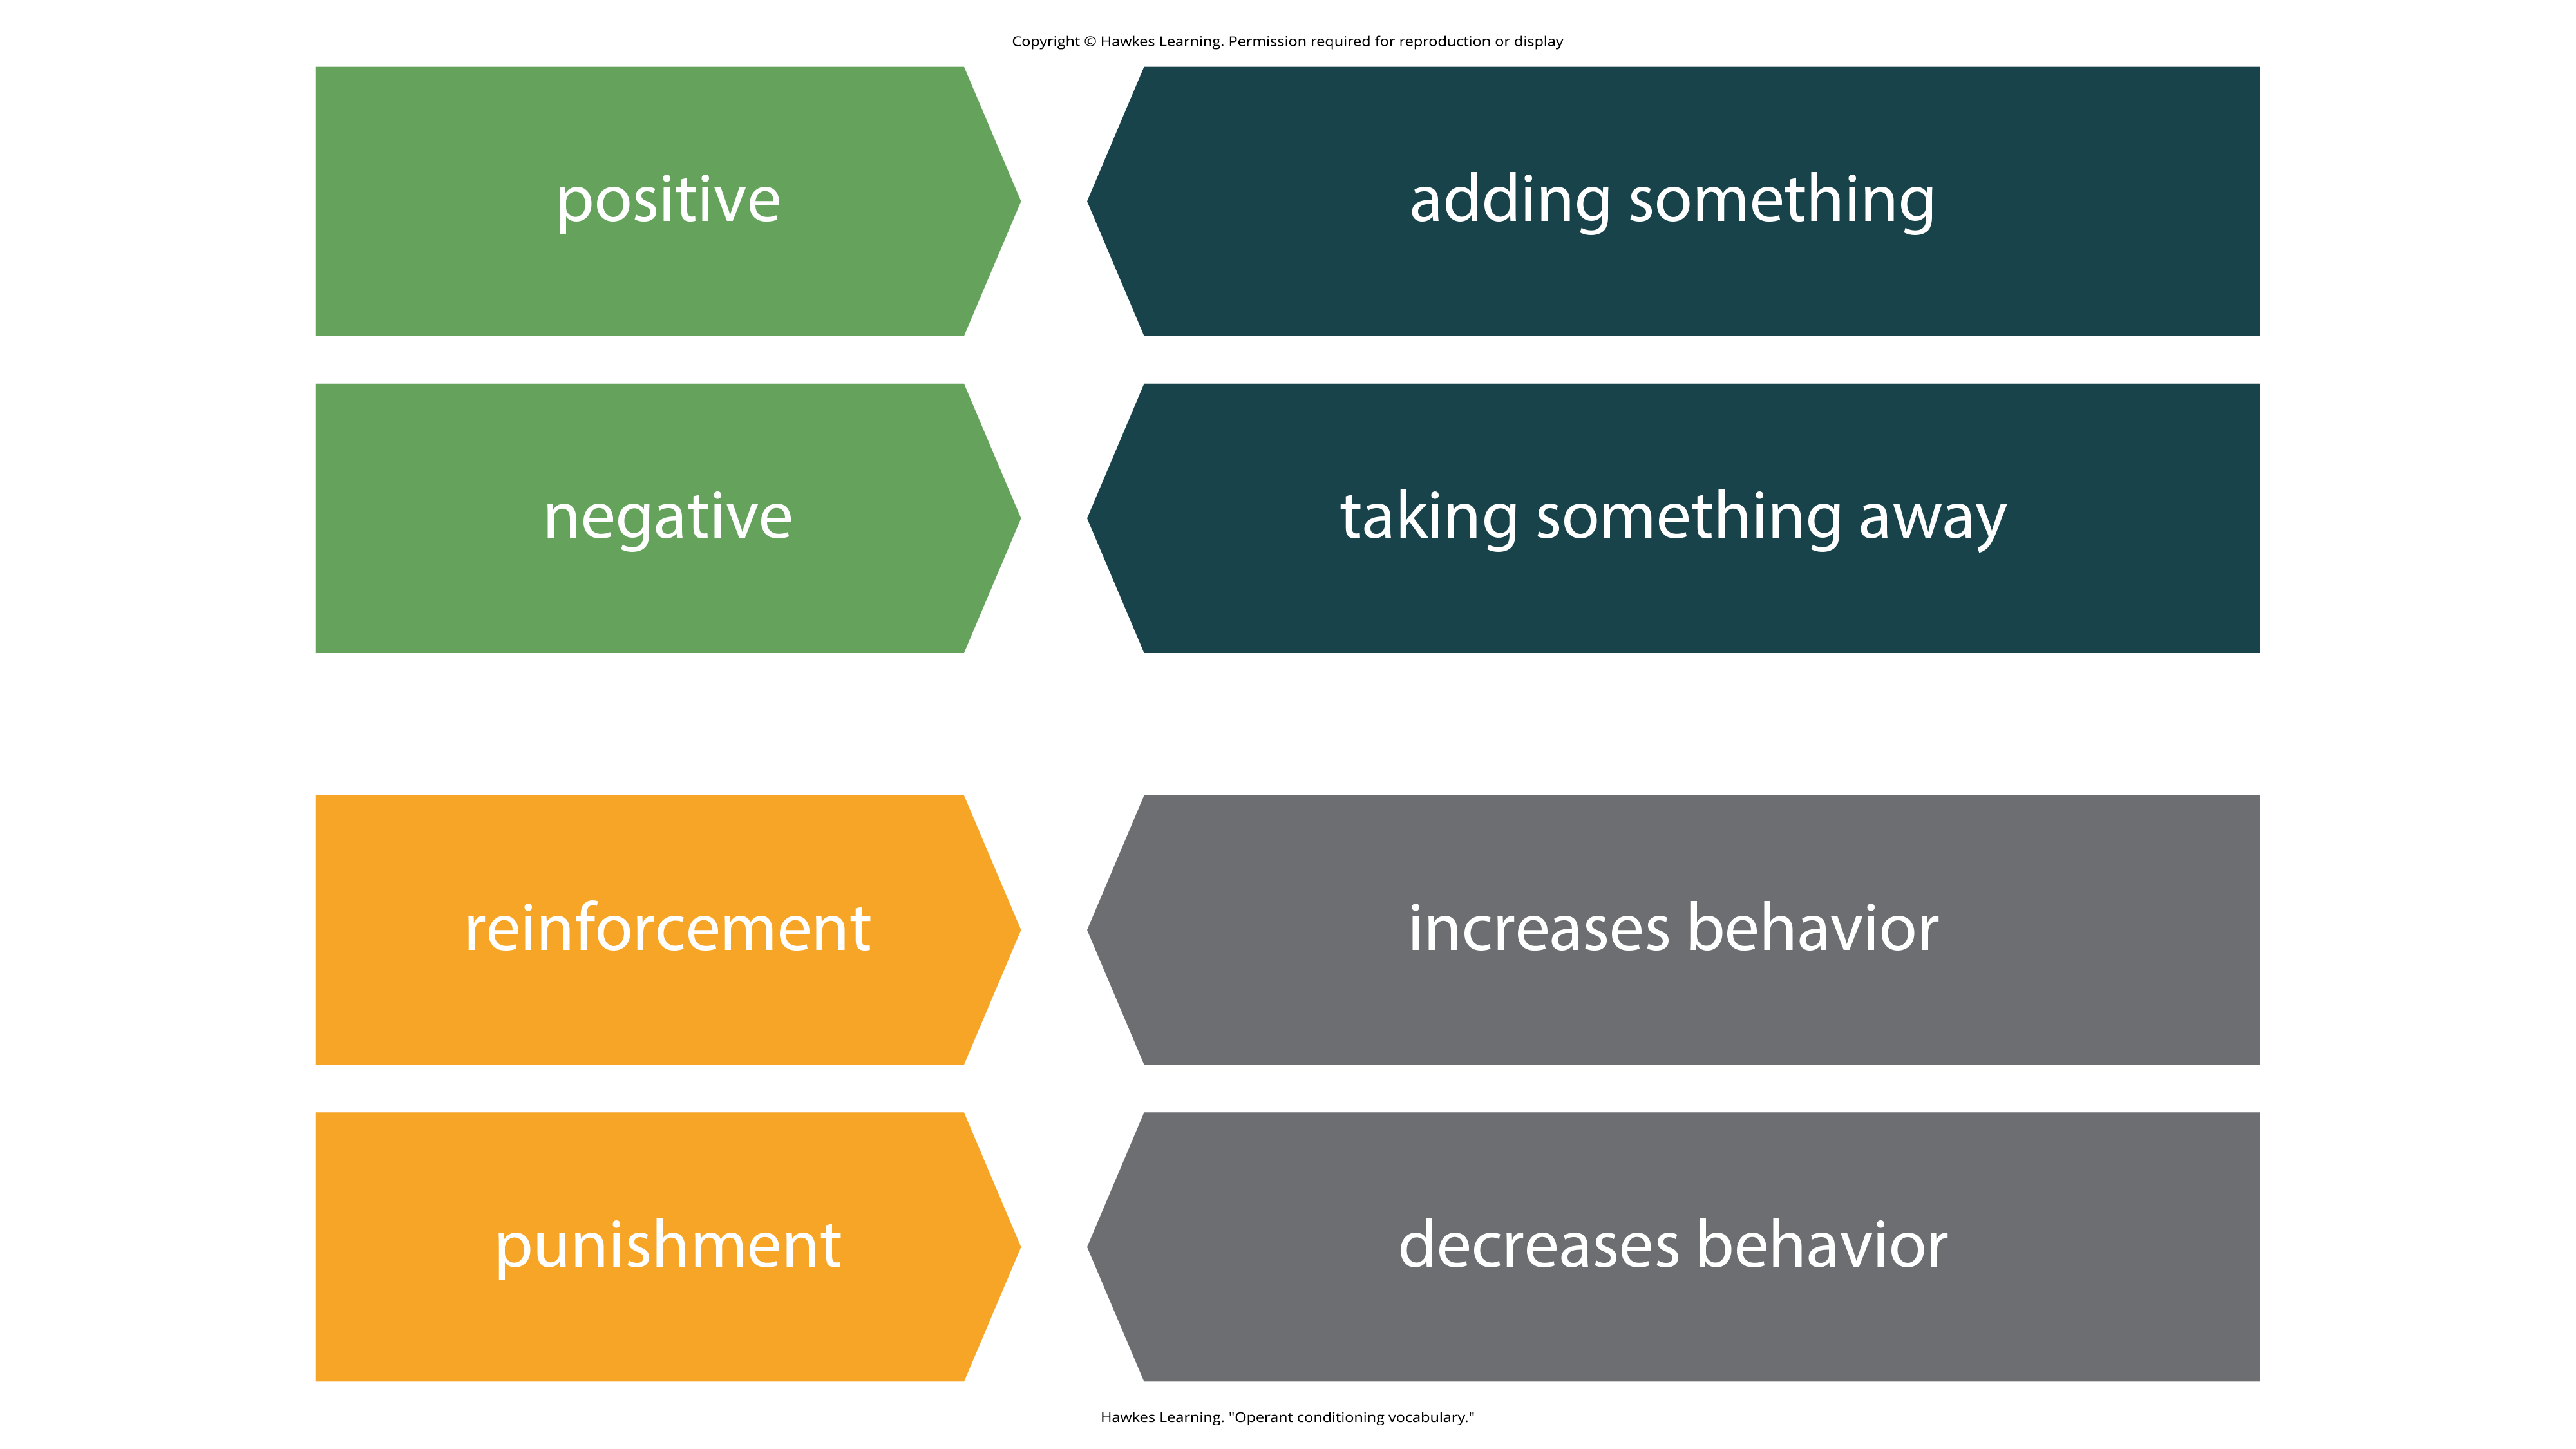 Copyright © Hawkes Learning. Permission required for reproduction or display
positive
adding something
negative
taking something away
reinforcement
increases behavior
punishment
decreases behavior
Hawkes Learning. "Operant conditioning vocabulary."